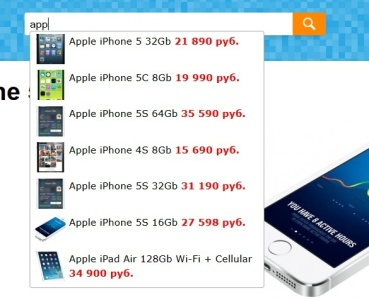 app
Apple iPhone 5 32Gb 21 890 руб.
Apple iPhone 5C 8Gb 19 990 руб.
Apple iPhone 5S 64Gb 35 590 руб.
Apple iPhone 4S 8Gb 15 690 руб.
Apple iPhone 5S 32Gb 31 190 руб.
Apple iPhone 5S 16Gb 27 598 руб.
Apple iPad Air 128Gb Wi-Fi + Cellular
34 900 руб.
ne 5
YOU HAVE 8 ACTIVE HOURS